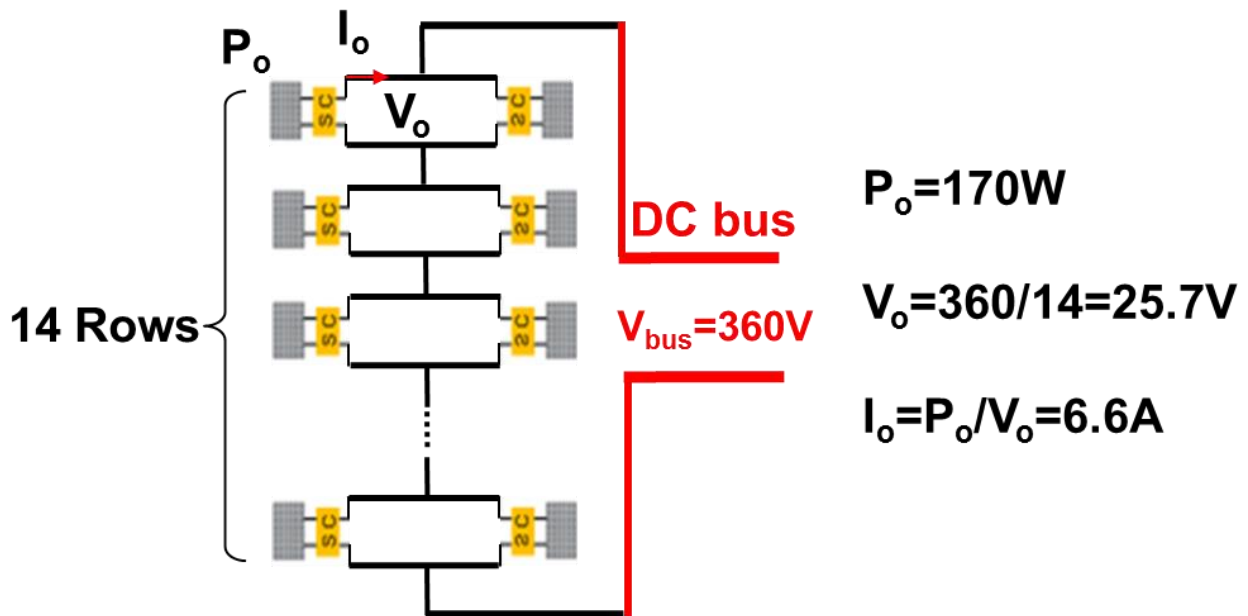 Po
Io
SC
SC
Vo
SC
SC
DC bus
14 Rows
SC
SC
Vbus=360V
SC
SC
Po=170W
Vo=360/14=25.7V
Io=Po/Vo=6.6A